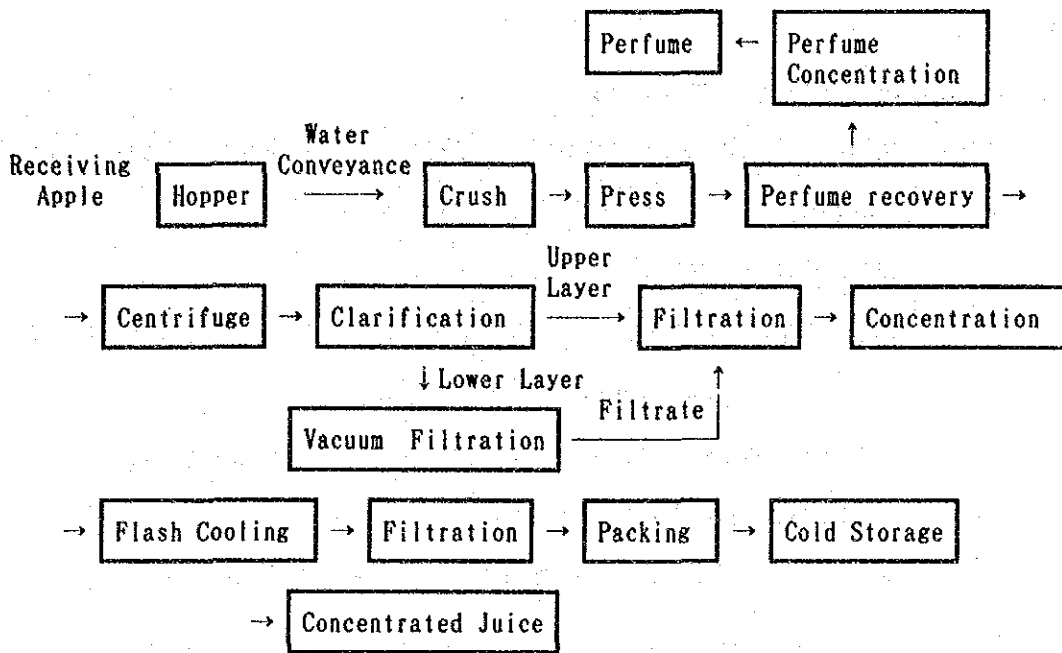 Perfume ← Perfume
Concentration
↑
Water
Receiving Conveyance
Apple Hopper → Crush → Press → Perfume recovery →
Upper
Layer
→ Centrifuge → Clarification → Filtration → Concentration
↓ Lower Layer ↑
Filtrate
Vacuum Filtration
→ Flash Cooling → Filtration → Packing → Cold Storage
→ Concentrated Juice